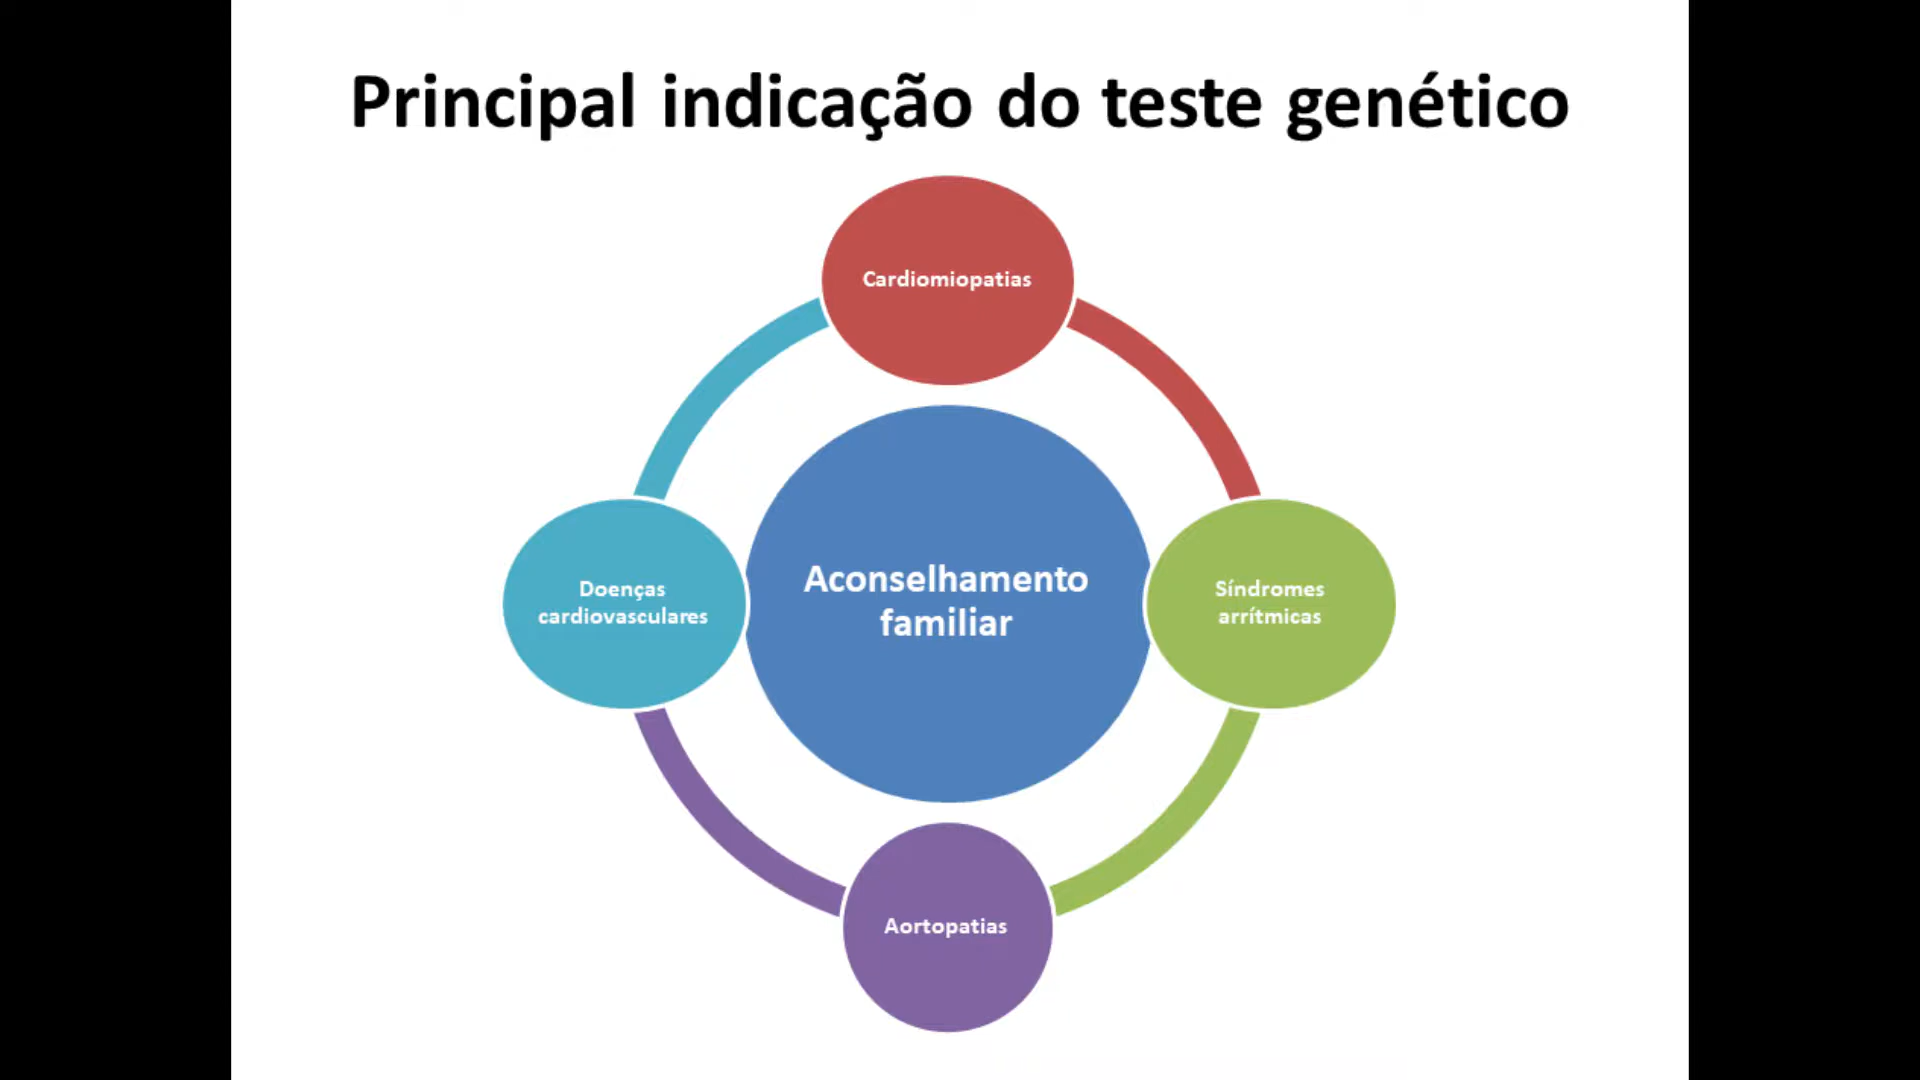 Principal indicação do teste genético
Cardiomiopatias
Doenças
cardiovasculares
Aconselhamento
familiar
Síndromes
arrítmicas
Aortopatias